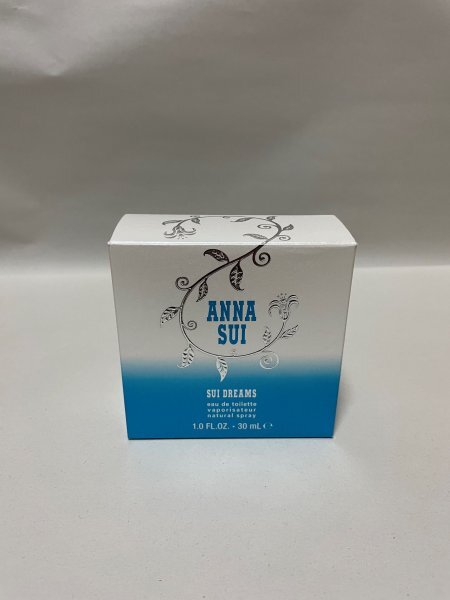 ANNA
SUI
SUI DREAMS
eau de toilette
vaporisateur
natural spray
1.0 FL.OZ. • 30 mL ℮